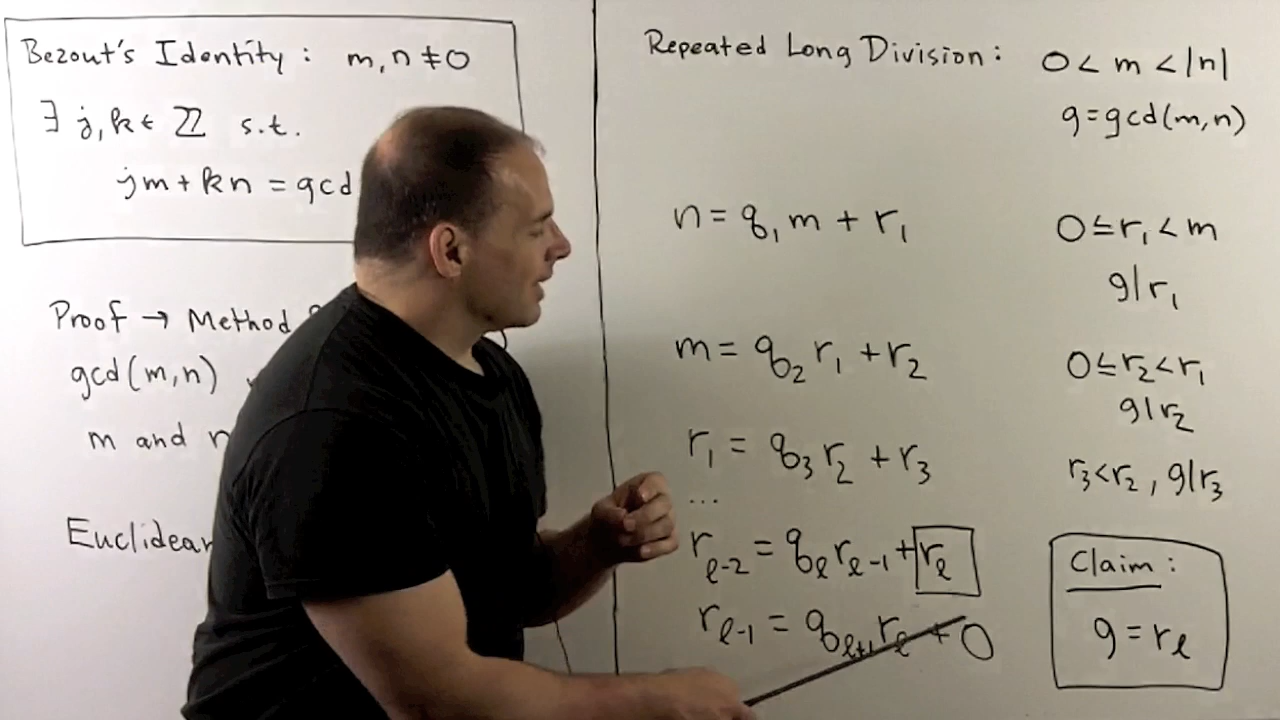 Bezout's Identity: m, n ≠ 0
∃ j, k ∈ ℤ s.t.
jm + kn = gcd
Proof → Method
gcd(m,n)
m and n
Euclidean
Repeated Long Division: 0 < m < |n|
g = gcd(m,n)
n = q₁m + r₁ 0 ≤ r₁ < m
g|r₁
m = q₂r₁ + r₂ 0 ≤ r₂ < r₁
g|r₂
r₁ = q₃r₂ + r₃ r₃ < r₂, g|r₃
...
r_{ℓ-2} = q_ℓ r_{ℓ-1} + r_ℓ
r_{ℓ-1} = q_{ℓ+1} r_ℓ + 0
Claim:
g = r_ℓ